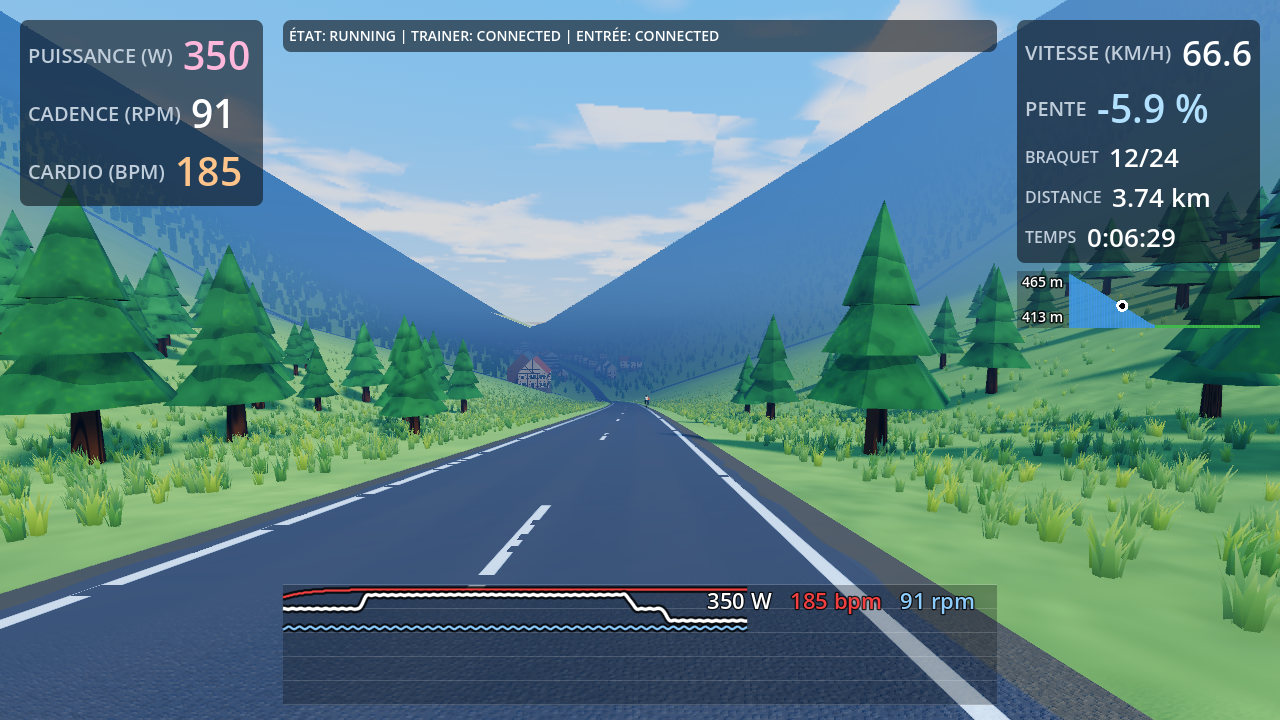 PUISSANCE (W) 350
CADENCE (RPM) 91
CARDIO (BPM) 185
ÉTAT: RUNNING | TRAINER: CONNECTED | ENTRÉE: CONNECTED
VITESSE (KM/H) 66.6
PENTE -5.9 %
BRAQUET 12/24
DISTANCE 3.74 km
TEMPS 0:06:29
465 m
413 m
350 W 185 bpm 91 rpm